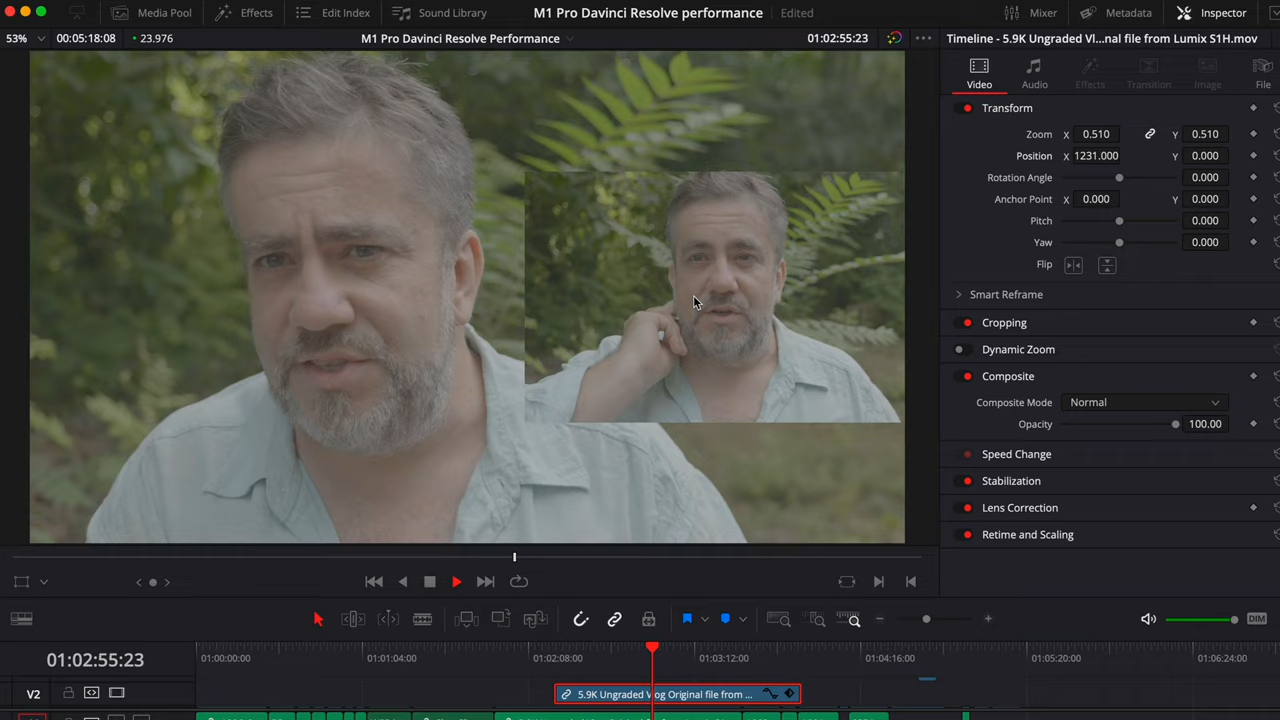 Media Pool Effects Edit Index Sound Library M1 Pro Davinci Resolve performance Edited Mixer Metadata Inspector
53% 00:05:18:08 23.976 M1 Pro Davinci Resolve Performance 01:02:55:23 ••• Timeline - 5.9K Ungraded Vl...nal file from Lumix S1H.mov
Video Audio Effects Transition Image File
Transform
Zoom X 0.510 Y 0.510
Position X 1231.000 Y 0.000
Rotation Angle 0.000
Anchor Point X 0.000 Y 0.000
Pitch 0.000
Yaw 0.000
Flip
Smart Reframe
Cropping
Dynamic Zoom
Composite
Composite Mode Normal
Opacity 100.00
Speed Change
Stabilization
Lens Correction
Retime and Scaling
DIM
01:02:55:23 01:00:00:00 01:01:04:00 01:02:08:00 01:03:12:00 01:04:16:00 01:05:20:00 01:06:24:00
V2 5.9K Ungraded Vlog Original file from ...